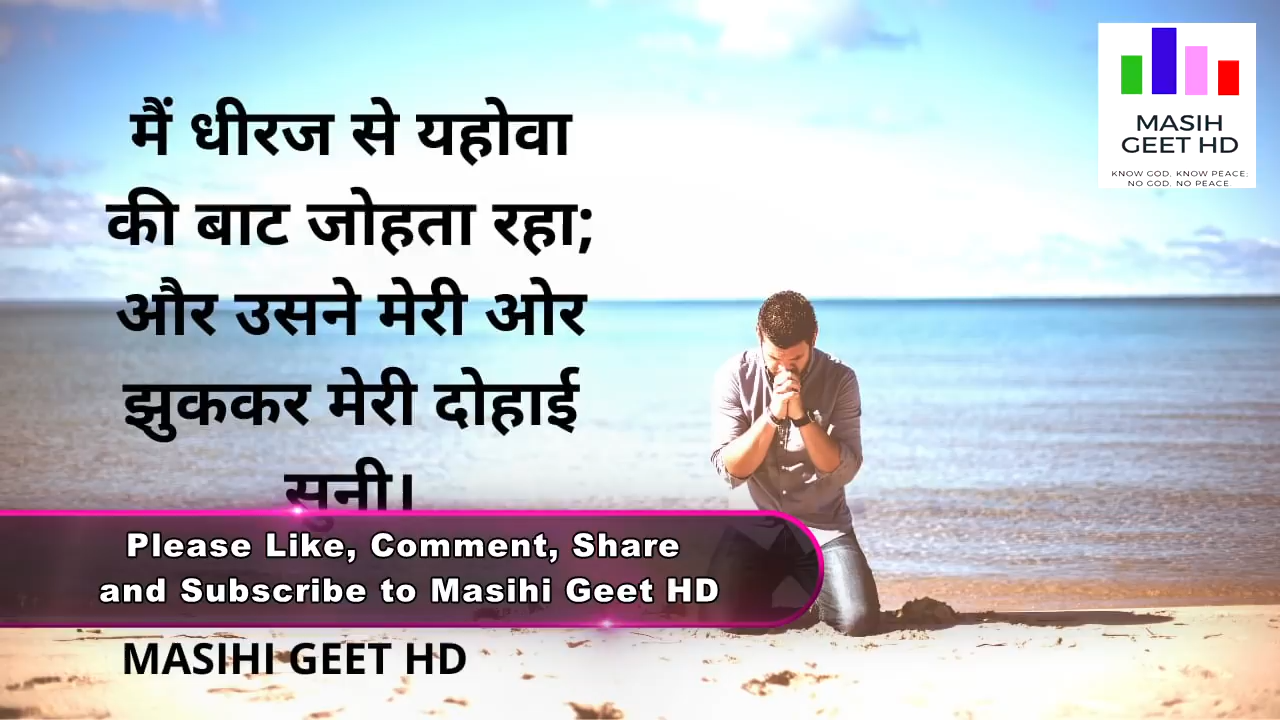 मैं धीरज से यहोवा
की बाट जोहता रहा;
और उसने मेरी ओर
झुककर मेरी दोहाई
सुनी।
Please Like, Comment, Share
and Subscribe to Masihi Geet HD
MASIHI GEET HD
MASIH
GEET HD
KNOW GOD. KNOW PEACE.
NO GOD. NO PEACE.